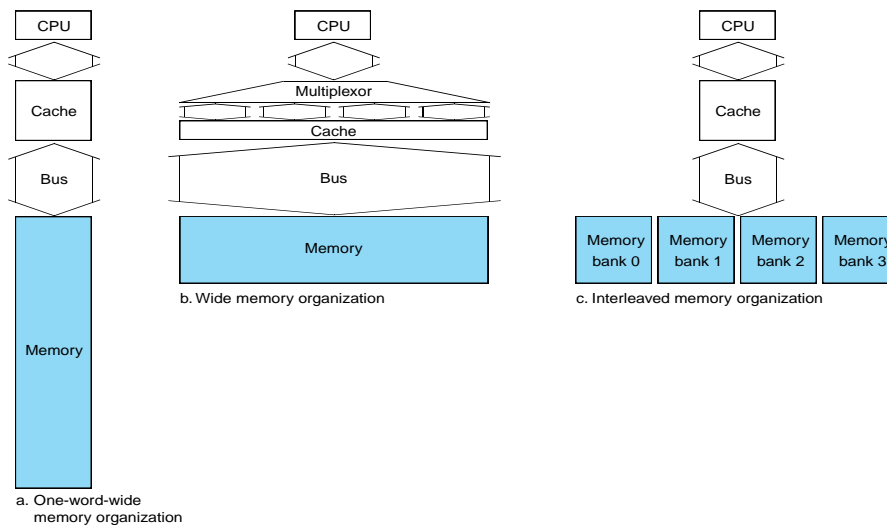 CPU
Cache
Bus
Memory
a. One-word-wide
memory organization
CPU
Multiplexor
Cache
Bus
Memory
b. Wide memory organization
CPU
Cache
Bus
Memory
bank 0
Memory
bank 1
Memory
bank 2
Memory
bank 3
c. Interleaved memory organization